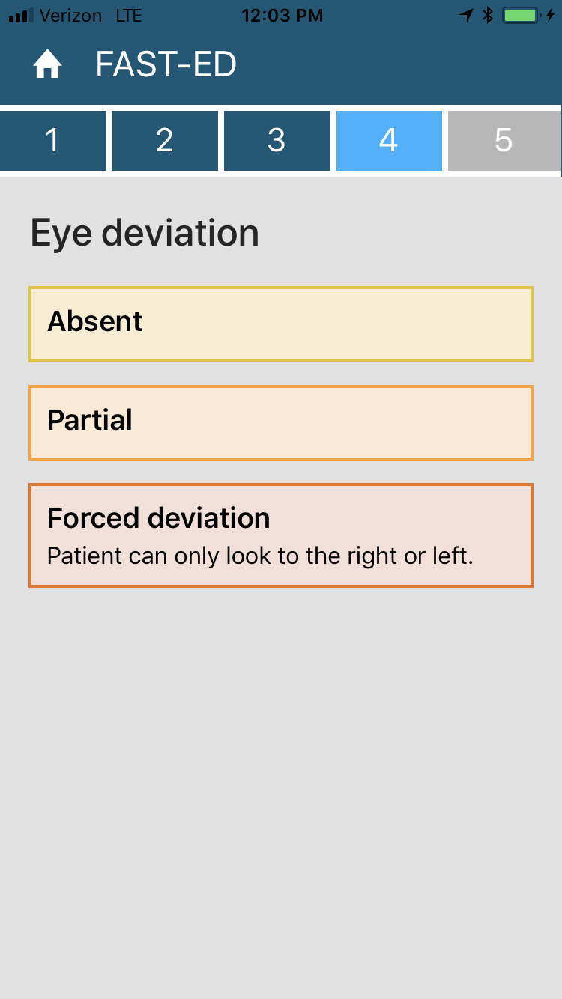 Verizon LTE 12:03 PM
FAST-ED
1 2 3 4 5
Eye deviation
Absent
Partial
Forced deviation
Patient can only look to the right or left.